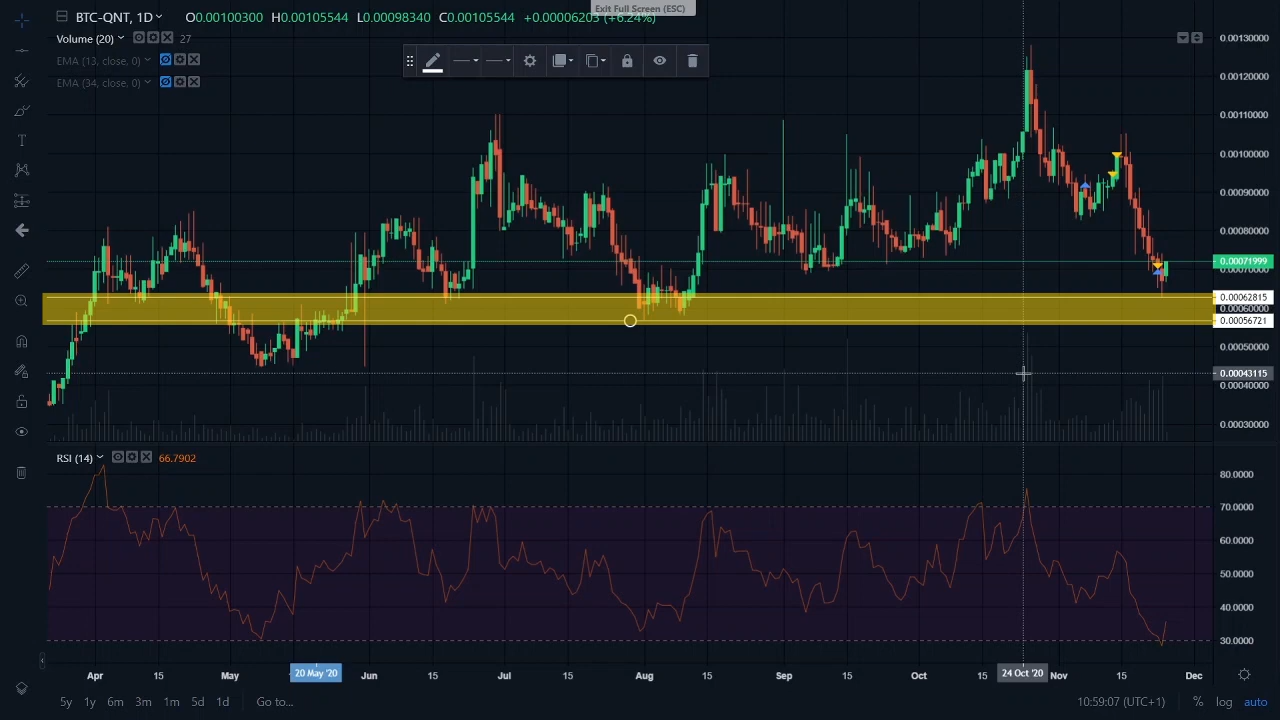 Exit Full Screen (ESC)
BTC-QNT, 1D O0.00100300 H0.00105544 L0.00098340 C0.00105544 +0.00006203 (+6.24%)
Volume (20) 27
EMA (13, close, 0)
EMA (34, close, 0)
0.00130000
0.00120000
0.00110000
0.00100000
0.00090000
0.00080000
0.00071999
0.00070000
0.00062815
0.00060000
0.00056721
0.00050000
0.00043115
0.00040000
0.00030000
RSI (14) 66.7902
80.0000
70.0000
60.0000
50.0000
40.0000
30.0000
Apr 15 May 20 May '20 Jun 15 Jul 15 Aug 15 Sep 15 Oct 15 24 Oct '20 Nov 15 Dec
5y 1y 6m 3m 1m 5d 1d Go to... 10:59:07 (UTC+1) % log auto